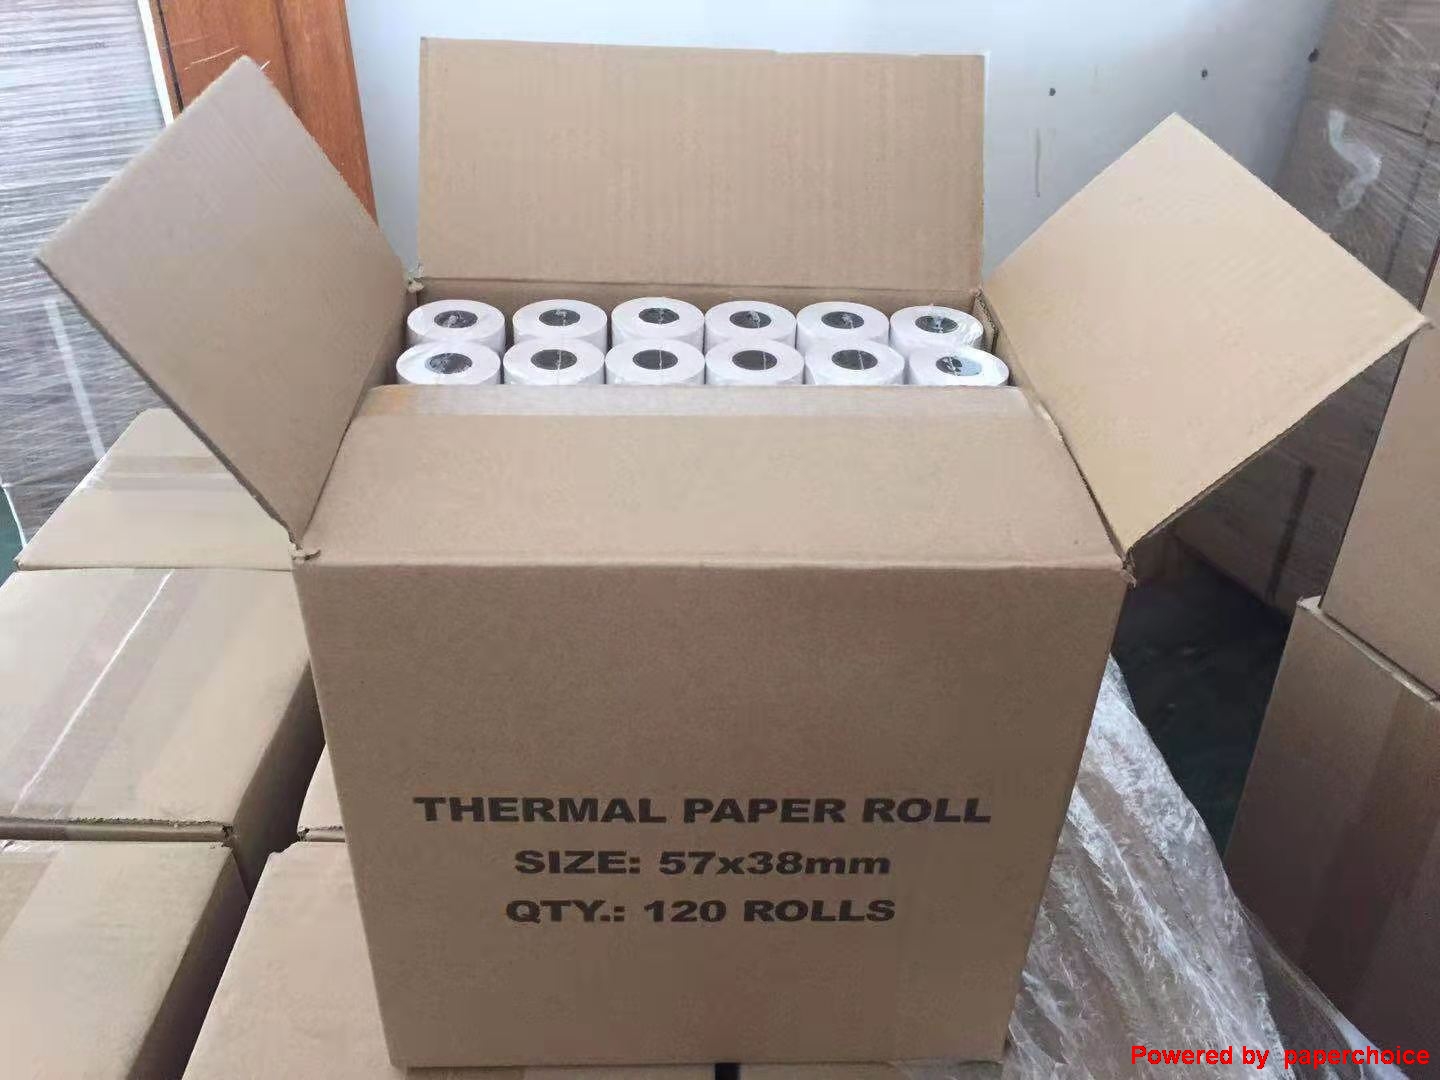 THERMAL PAPER ROLL
SIZE: 57x38mm
QTY.: 120 ROLLS
Powered by paperchoice